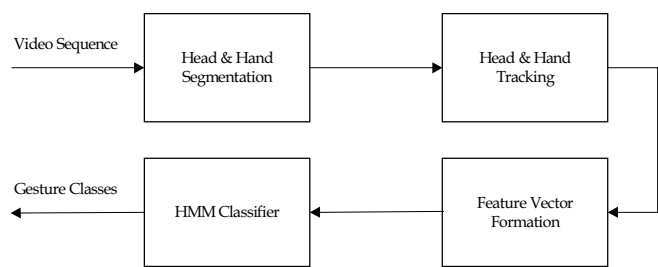 Video Sequence
Head & Hand
Segmentation
Head & Hand
Tracking
Gesture Classes
HMM Classifier
Feature Vector
Formation